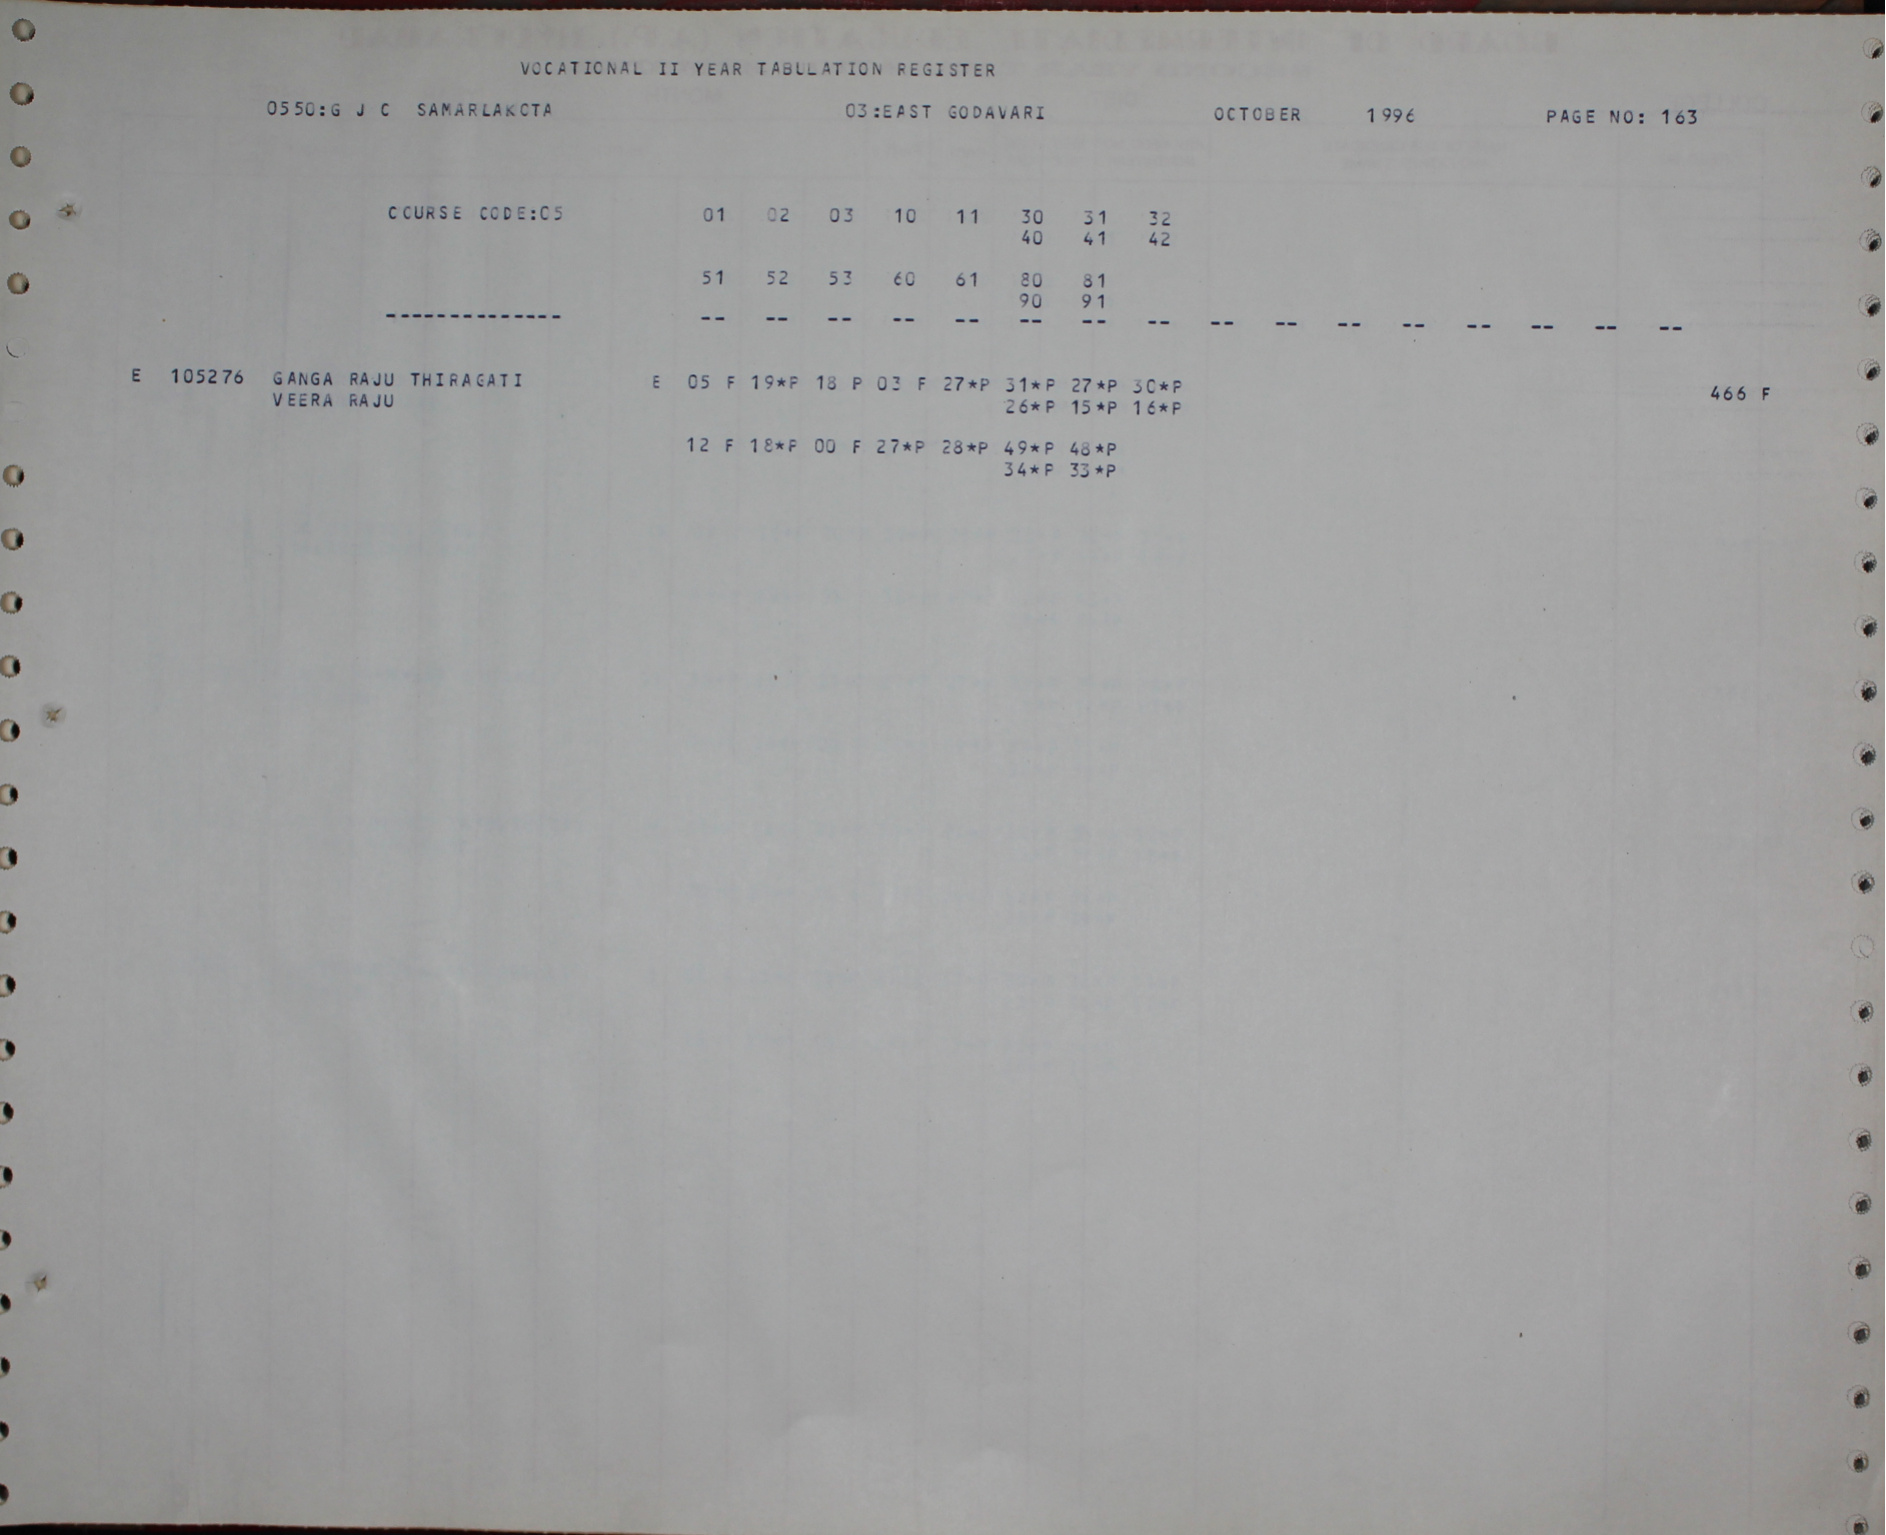 VOCATIONAL II YEAR TABULATION REGISTER
0550:G J C SAMARLAKOTA 03:EAST GODAVARI OCTOBER 1996 PAGE NO: 163
COURSE CODE:05 01 02 03 10 11 30 31 32
40 41 42
51 52 53 60 61 80 81
90 91
-------------- -- -- -- -- -- -- -- -- -- -- -- -- -- -- -- --
E 105276 GANGA RAJU THIRAGATI E 05 F 19*P 18 P 03 F 27*P 31*P 27*P 30*P 466 F
VEERA RAJU 26*P 15*P 16*P
12 F 18*P 00 F 27*P 28*P 49*P 48*P
34*P 33*P